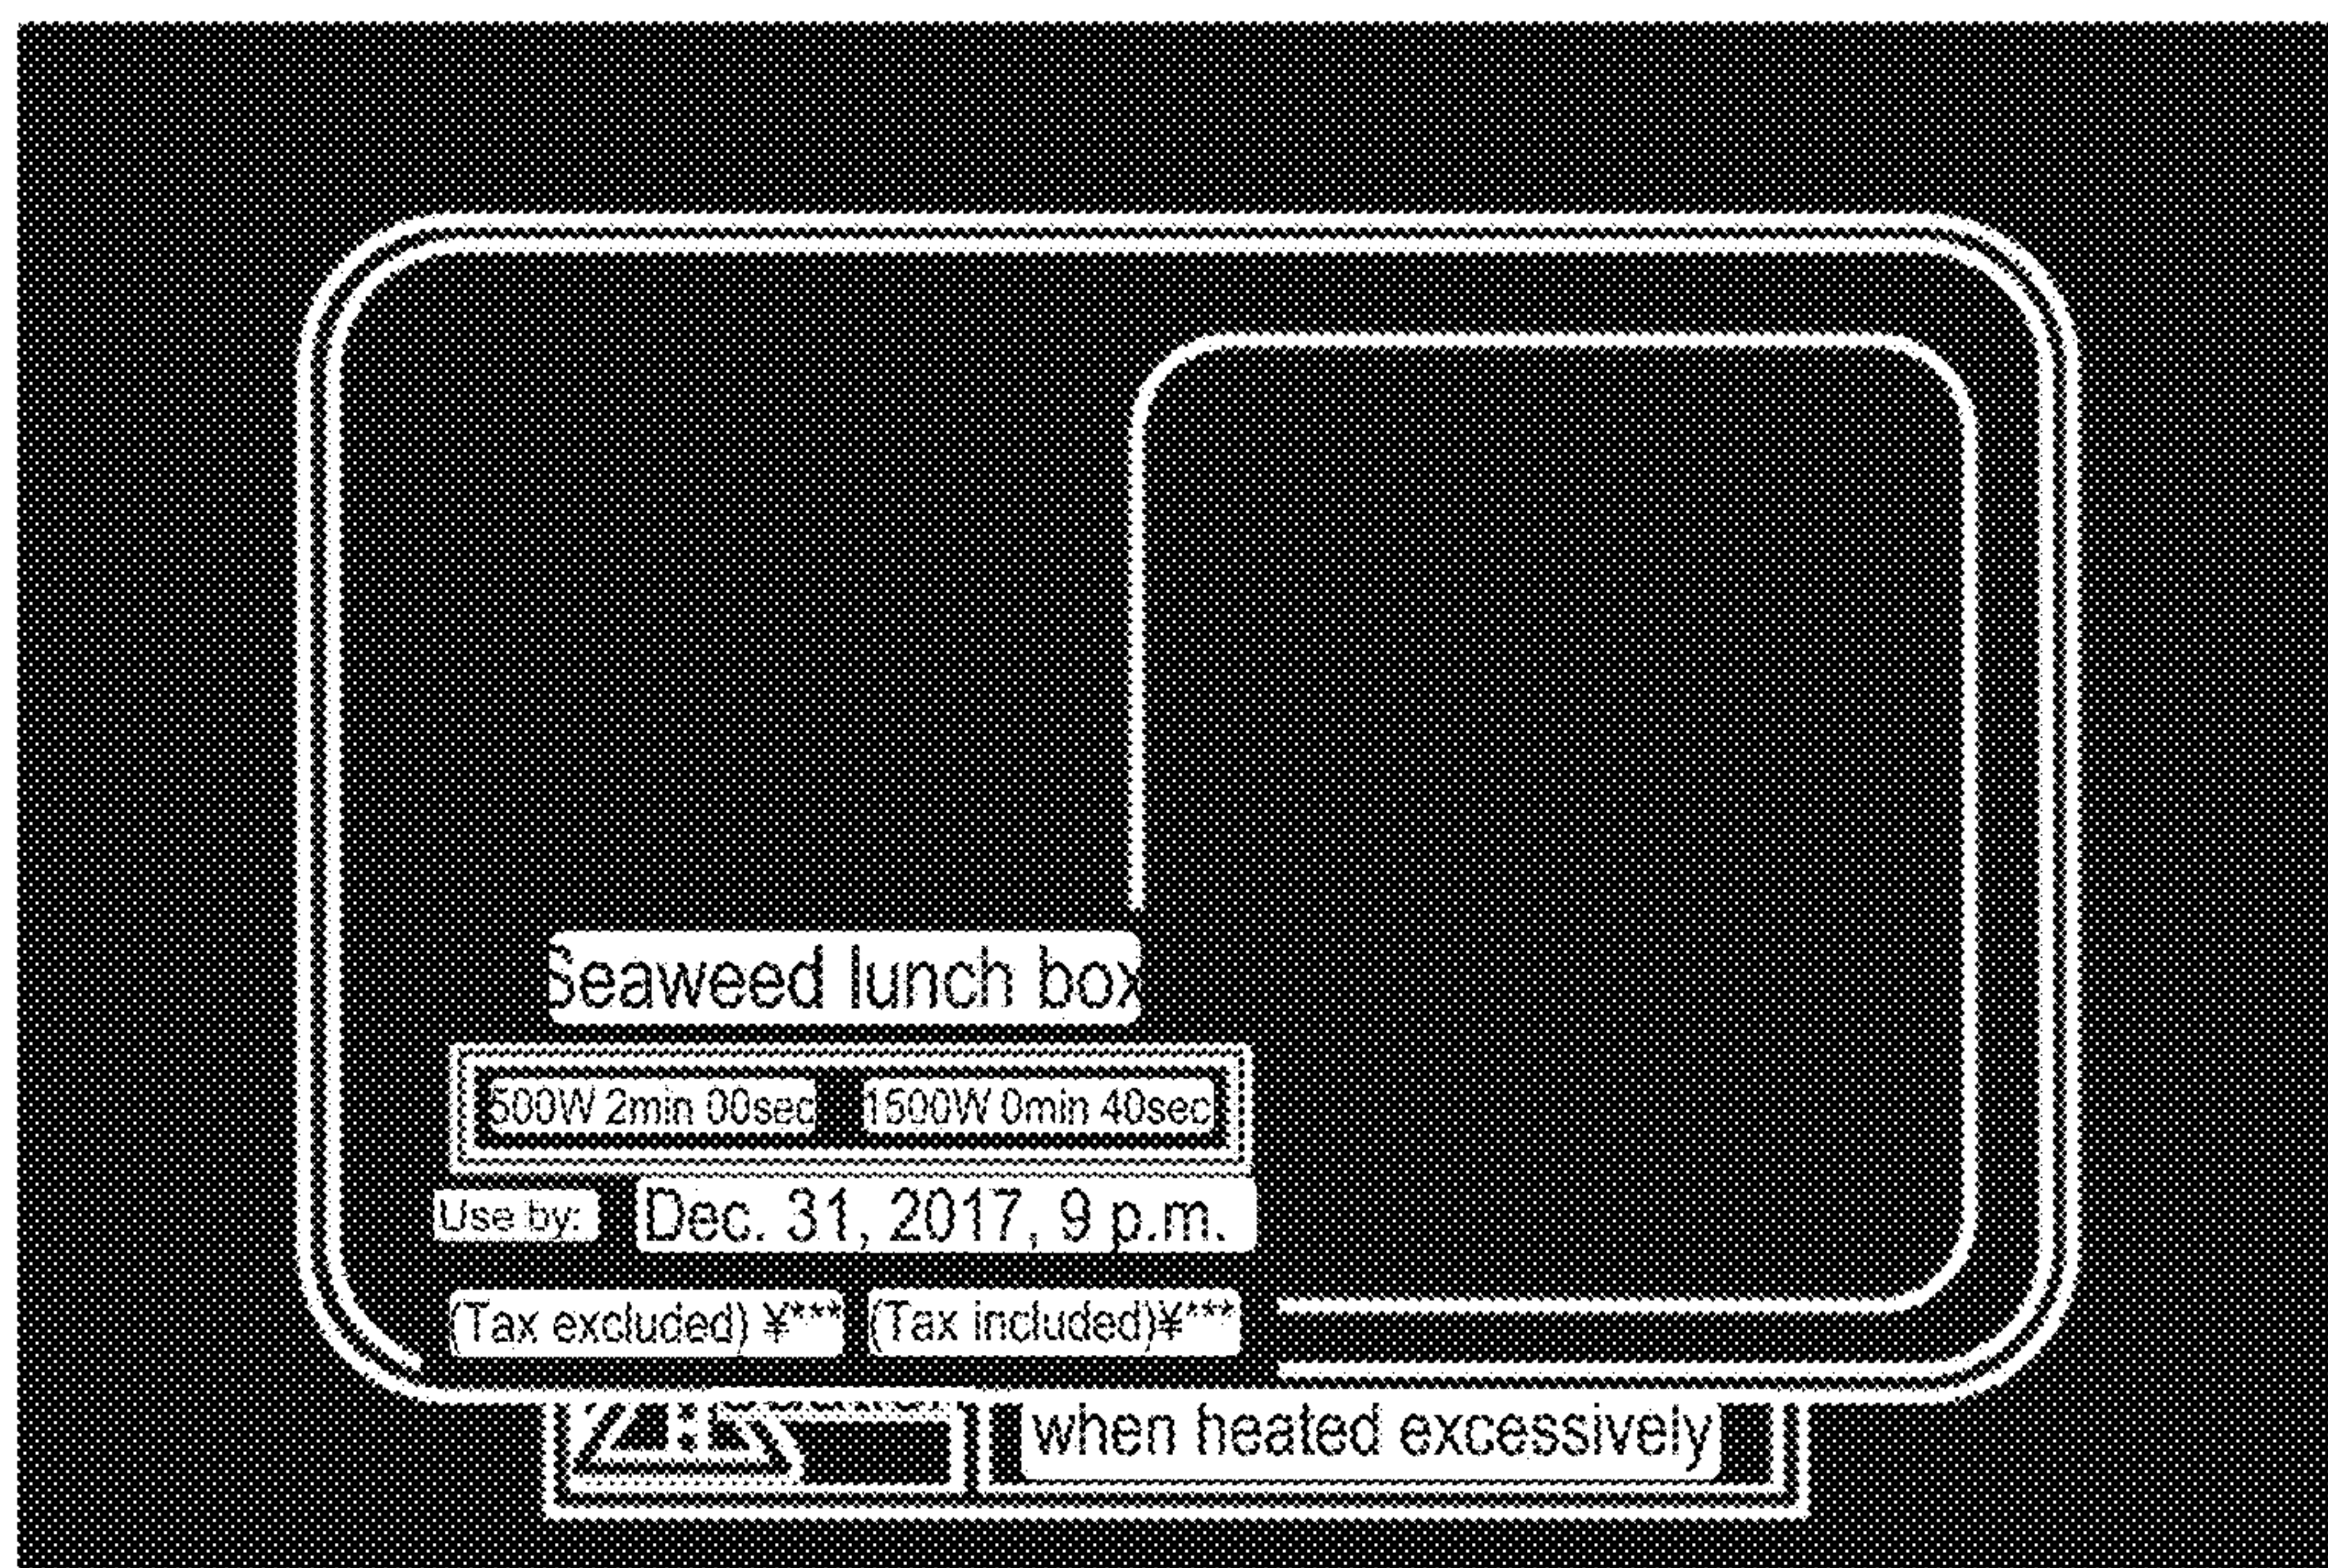 Seaweed lunch box
500W 2min 00sec 1500W 0min 40sec
Use by: Dec. 31, 2017, 9 p.m.
(Tax excluded) ¥*** (Tax included)¥***
when heated excessively